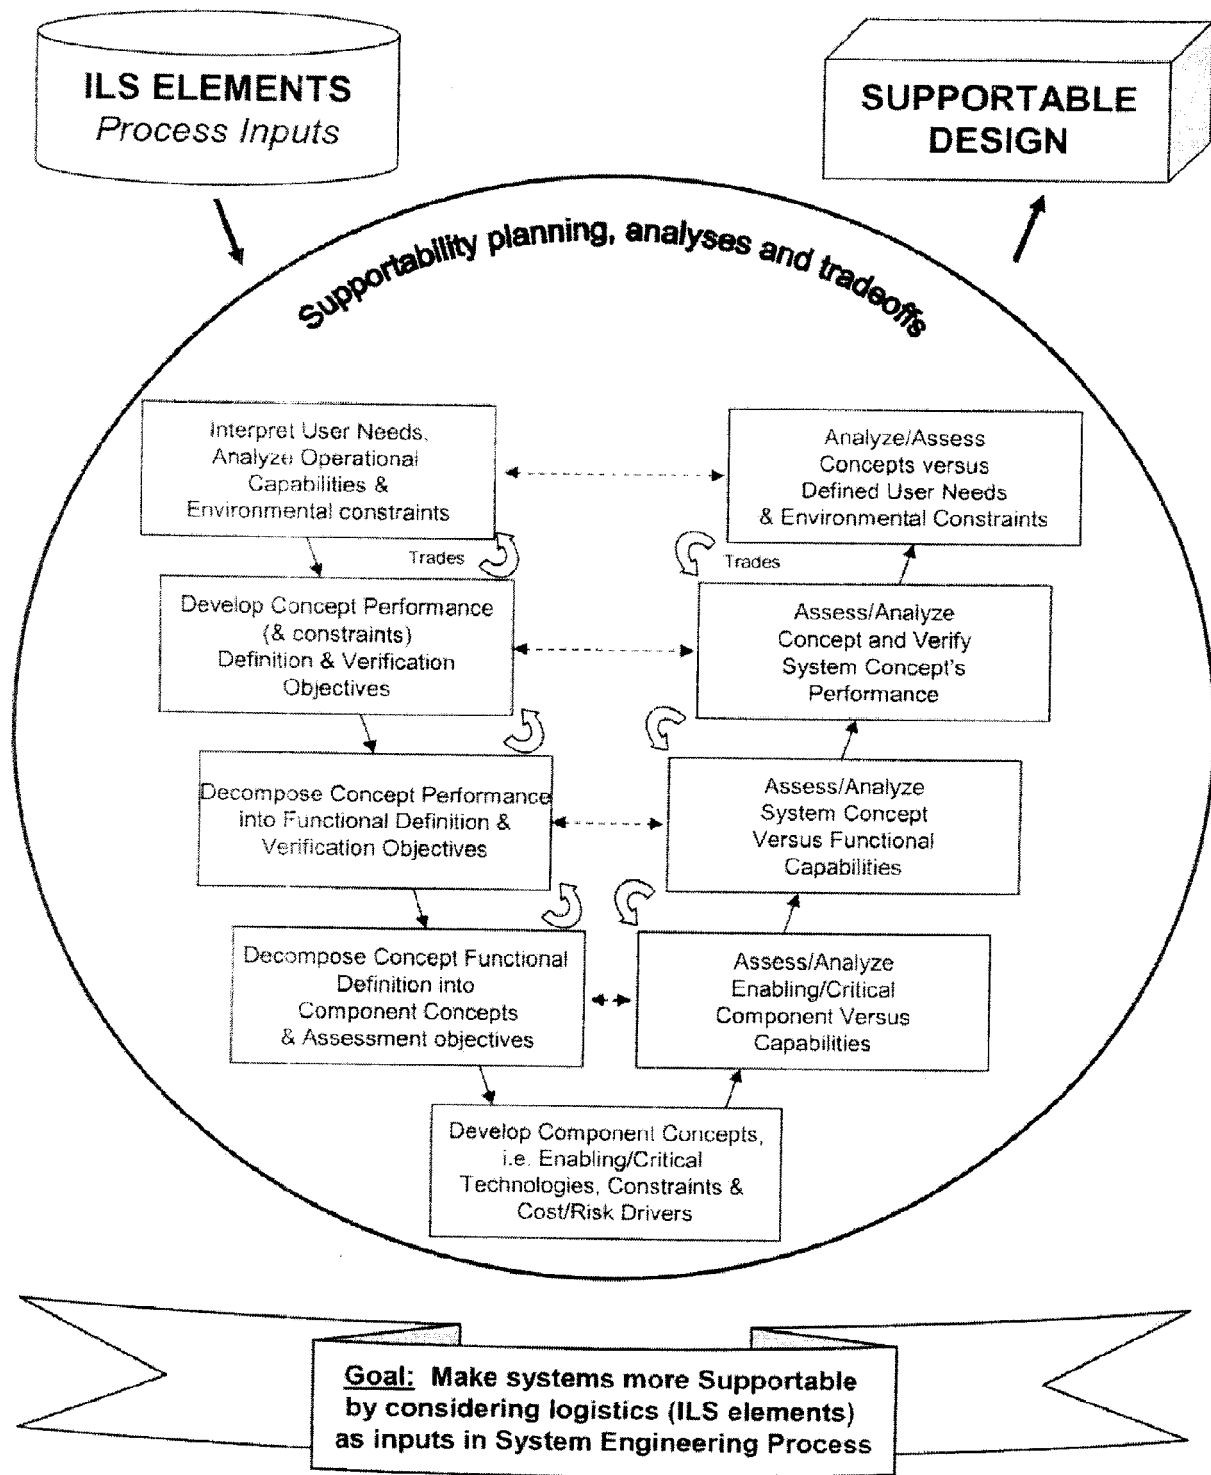 ILS ELEMENTS
Process Inputs
SUPPORTABLE
DESIGN
Supportability planning, analyses and tradeoffs
Interpret User Needs,
Analyze Operational
Capabilities &
Environmental constraints
Analyze/Assess
Concepts versus
Defined User Needs
& Environmental Constraints
Trades
Trades
Develop Concept Performance
(& constraints)
Definition & Verification
Objectives
Assess/Analyze
Concept and Verify
System Concept's
Performance
Decompose Concept Performance
into Functional Definition &
Verification Objectives
Assess/Analyze
System Concept
Versus Functional
Capabilities
Decompose Concept Functional
Definition into
Component Concepts
& Assessment objectives
Assess/Analyze
Enabling/Critical
Component Versus
Capabilities
Develop Component Concepts,
i.e. Enabling/Critical
Technologies, Constraints &
Cost/Risk Drivers
Goal: Make systems more Supportable
by considering logistics (ILS elements)
as inputs in System Engineering Process